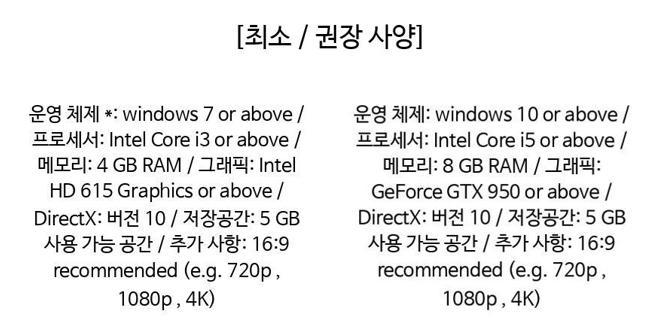 [최소 / 권장 사양]
운영 체제 *: windows 7 or above /
프로세서: Intel Core i3 or above /
메모리: 4 GB RAM / 그래픽: Intel
HD 615 Graphics or above /
DirectX: 버전 10 / 저장공간: 5 GB
사용 가능 공간 / 추가 사항: 16:9
recommended (e.g. 720p ,
1080p , 4K)
운영 체제: windows 10 or above /
프로세서: Intel Core i5 or above /
메모리: 8 GB RAM / 그래픽:
GeForce GTX 950 or above /
DirectX: 버전 10 / 저장공간: 5 GB
사용 가능 공간 / 추가 사항: 16:9
recommended (e.g. 720p ,
1080p , 4K)